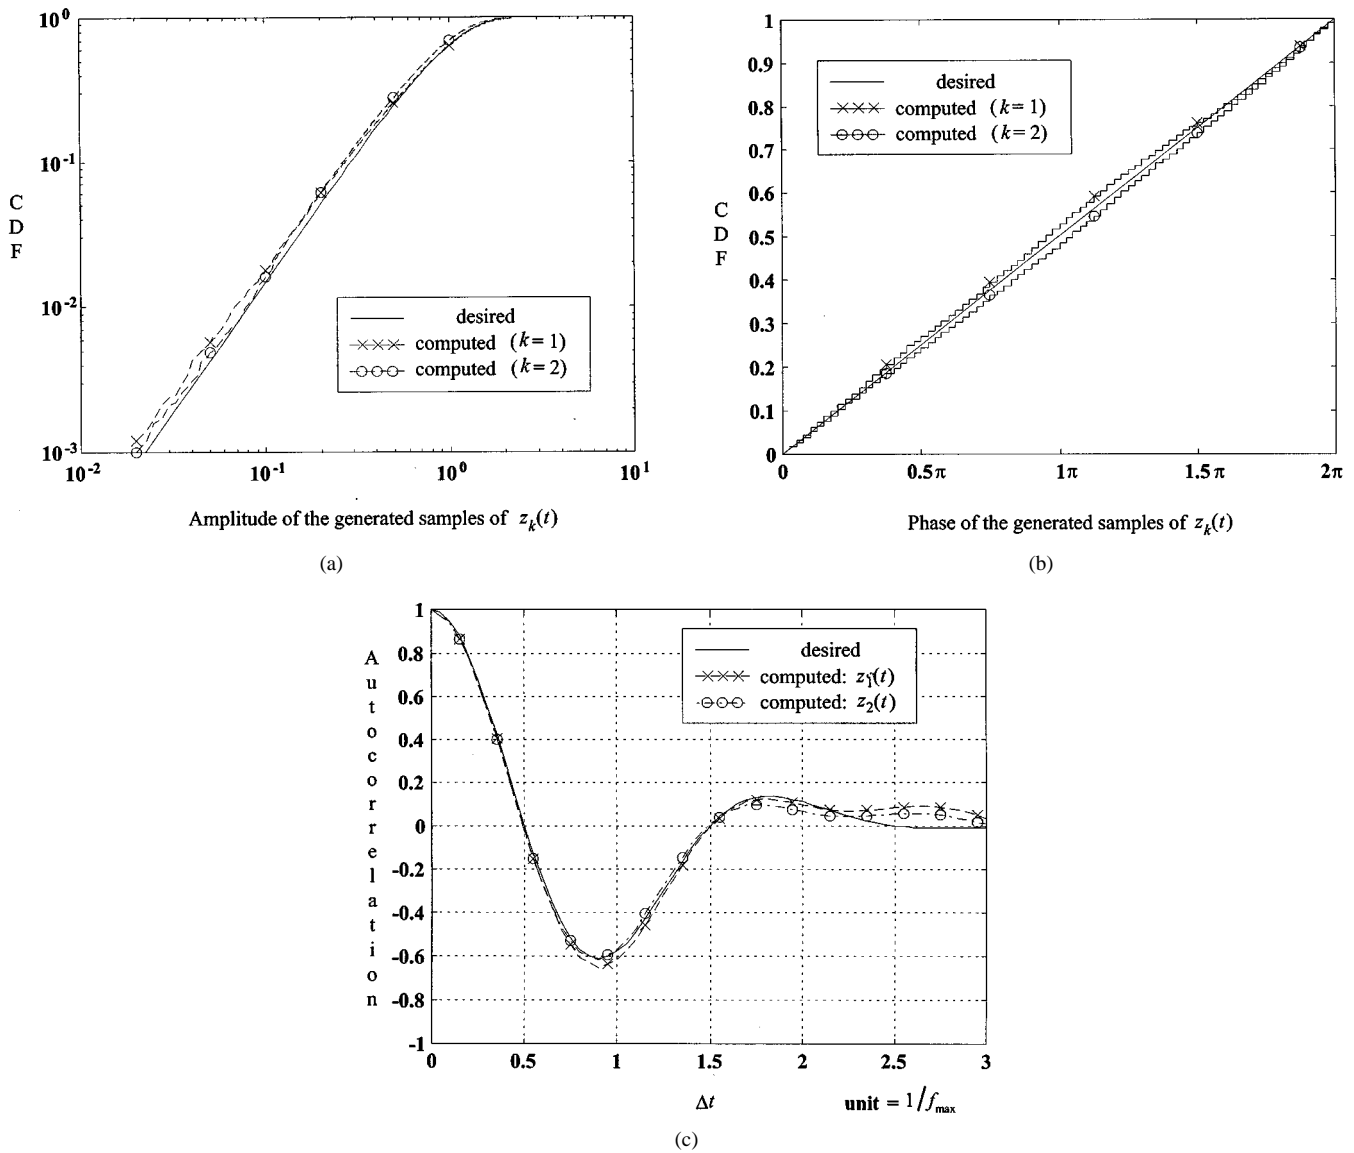 10^0
10^-1
C
D
F
10^-2
10^-3
desired
computed (k=1)
computed (k=2)
10^-2
10^-1
10^0
10^1
Amplitude of the generated samples of z_k(t)
(a)
1
0.9
0.8
0.7
0.6
C
D
F
0.5
0.4
0.3
0.2
0.1
0
desired
computed (k=1)
computed (k=2)
0
0.5π
1π
1.5π
2π
Phase of the generated samples of z_k(t)
(b)
1
0.8
0.6
0.4
0.2
0
-0.2
-0.4
-0.6
-0.8
-1
A
u
t
o
c
o
r
r
e
l
a
t
i
o
n
desired
computed: z_1(t)
computed: z_2(t)
0
0.5
1
1.5
2
2.5
3
Δt
unit = 1/f_max
(c)